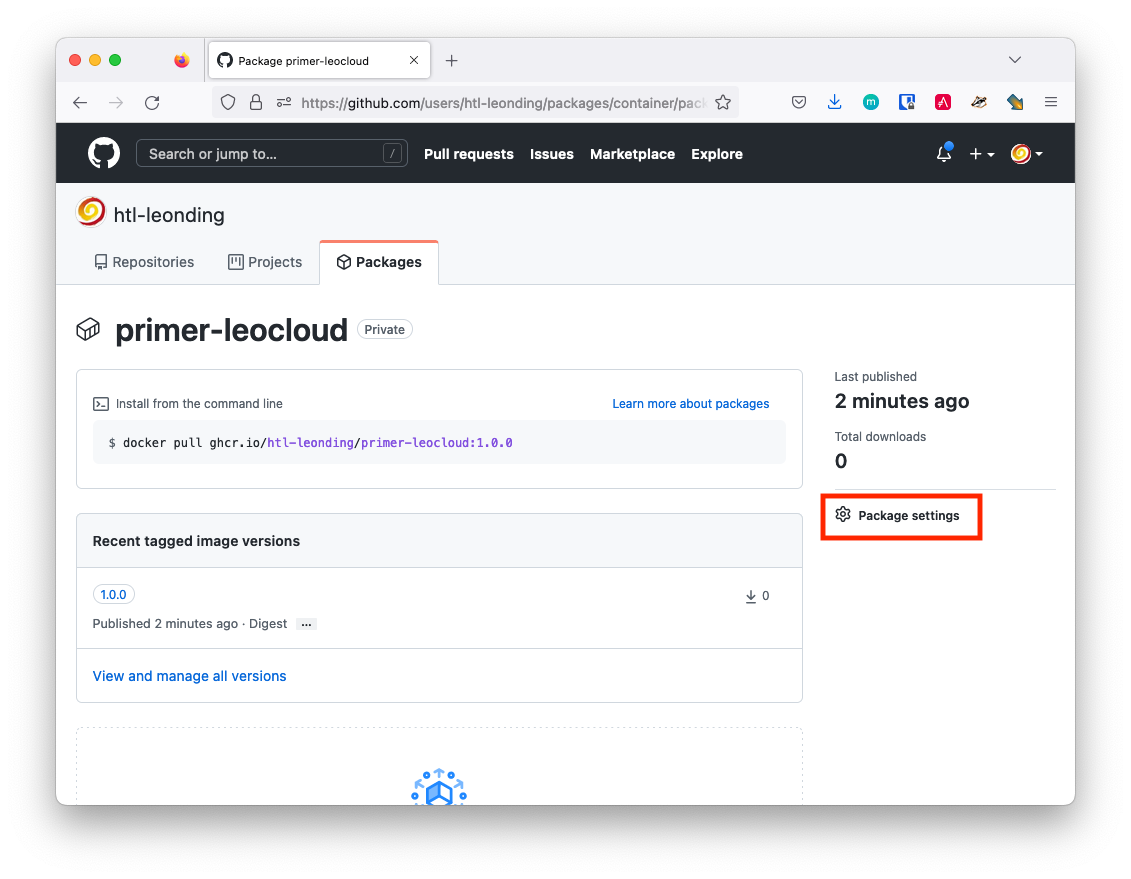 Package primer-leocloud
https://github.com/users/htl-leonding/packages/container/pack
Search or jump to... /
Pull requests Issues Marketplace Explore
htl-leonding
Repositories Projects Packages
primer-leocloud Private
Install from the command line Learn more about packages
$ docker pull ghcr.io/htl-leonding/primer-leocloud:1.0.0
Last published
2 minutes ago
Total downloads
0
Package settings
Recent tagged image versions
1.0.0 0
Published 2 minutes ago · Digest ...
View and manage all versions